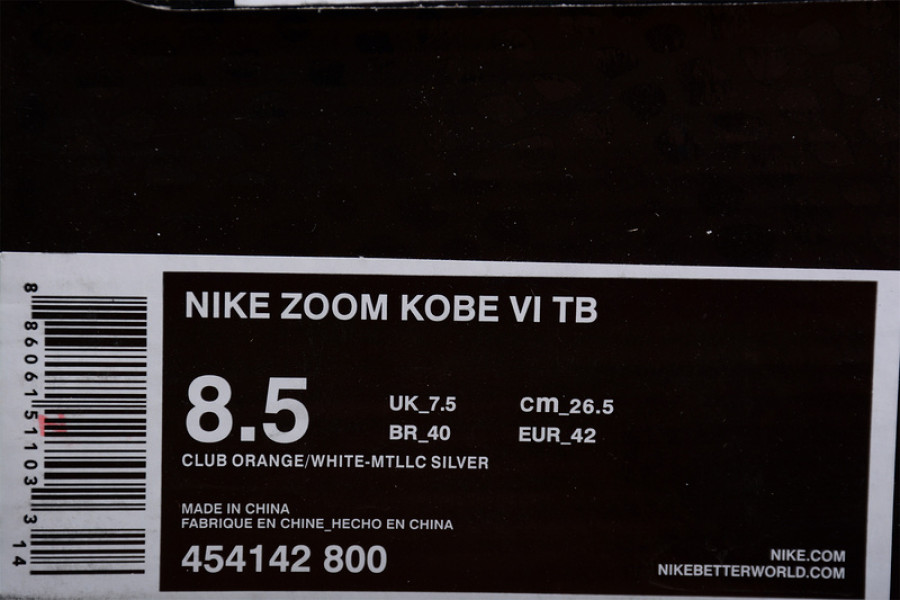 NIKE ZOOM KOBE VI TB
8.5
UK_7.5 cm_26.5
BR_40 EUR_42
CLUB ORANGE/WHITE-MTLLC SILVER
MADE IN CHINA
FABRIQUE EN CHINE_HECHO EN CHINA
454142 800
NIKE.COM
NIKEBETTERWORLD.COM
8 86061 51103 3 14